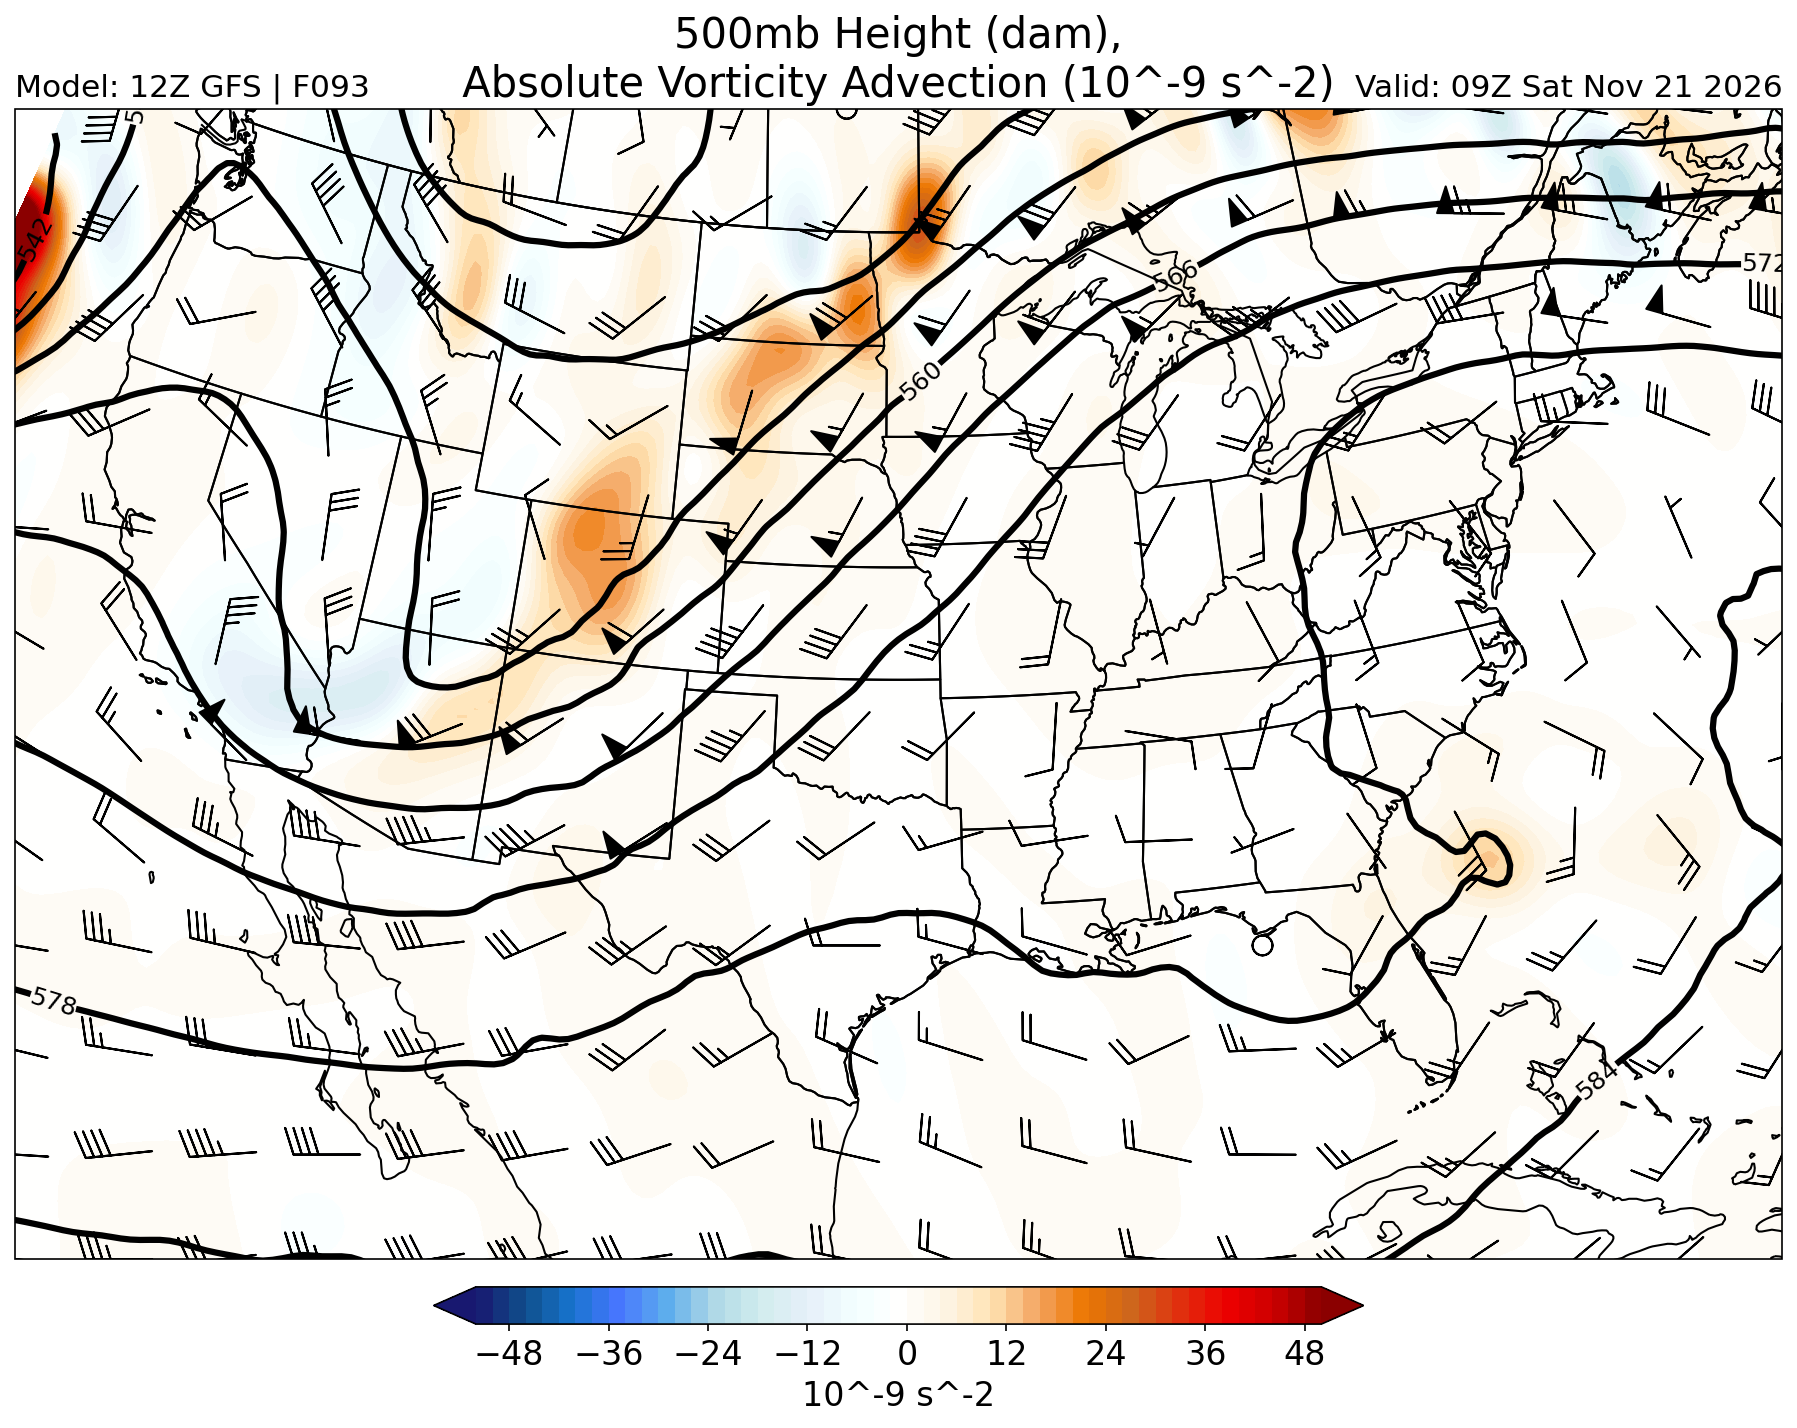 500mb Height (dam),
Model: 12Z GFS | F093
Absolute Vorticity Advection (10^-9 s^-2)
Valid: 09Z Sat Nov 21 2026
542
566
572
560
578
584
−48 −36 −24 −12 0 12 24 36 48
10^-9 s^-2